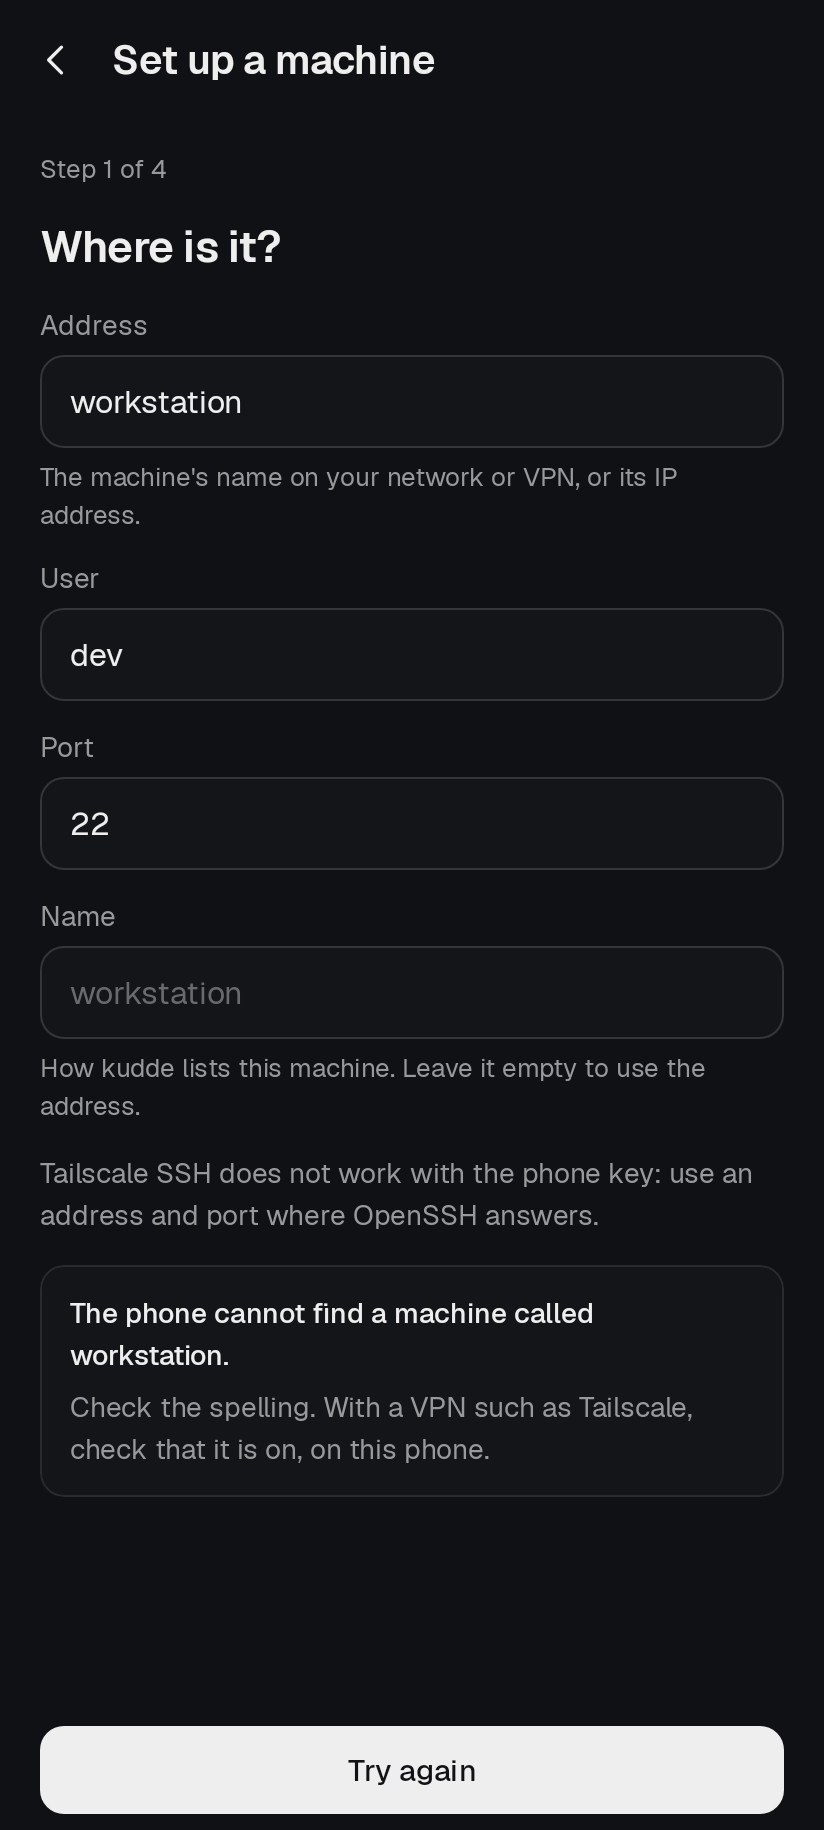 Set up a machine
Step 1 of 4
Where is it?
Address
workstation
The machine's name on your network or VPN, or its IP
address.
User
dev
Port
22
Name
workstation
How kudde lists this machine. Leave it empty to use the
address.
Tailscale SSH does not work with the phone key: use an
address and port where OpenSSH answers.
The phone cannot find a machine called
workstation.
Check the spelling. With a VPN such as Tailscale,
check that it is on, on this phone.
Try again